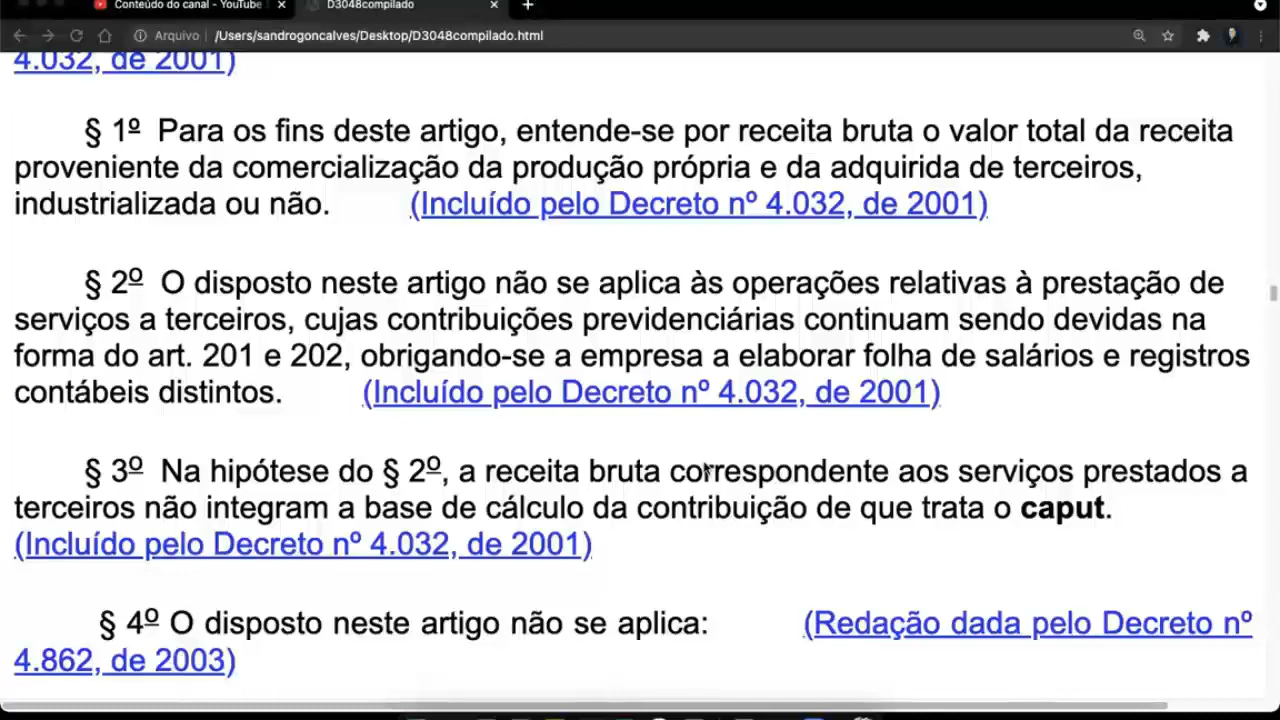 Conteúdo do canal - YouTube
D3048compilado
Arquivo /Users/sandrogoncalves/Desktop/D3048compilado.html
4.032, de 2001)
§ 1º Para os fins deste artigo, entende-se por receita bruta o valor total da receita
proveniente da comercialização da produção própria e da adquirida de terceiros,
industrializada ou não. (Incluído pelo Decreto nº 4.032, de 2001)
§ 2º O disposto neste artigo não se aplica às operações relativas à prestação de
serviços a terceiros, cujas contribuições previdenciárias continuam sendo devidas na
forma do art. 201 e 202, obrigando-se a empresa a elaborar folha de salários e registros
contábeis distintos. (Incluído pelo Decreto nº 4.032, de 2001)
§ 3º Na hipótese do § 2º, a receita bruta correspondente aos serviços prestados a
terceiros não integram a base de cálculo da contribuição de que trata o caput.
(Incluído pelo Decreto nº 4.032, de 2001)
§ 4º O disposto neste artigo não se aplica: (Redação dada pelo Decreto nº
4.862, de 2003)